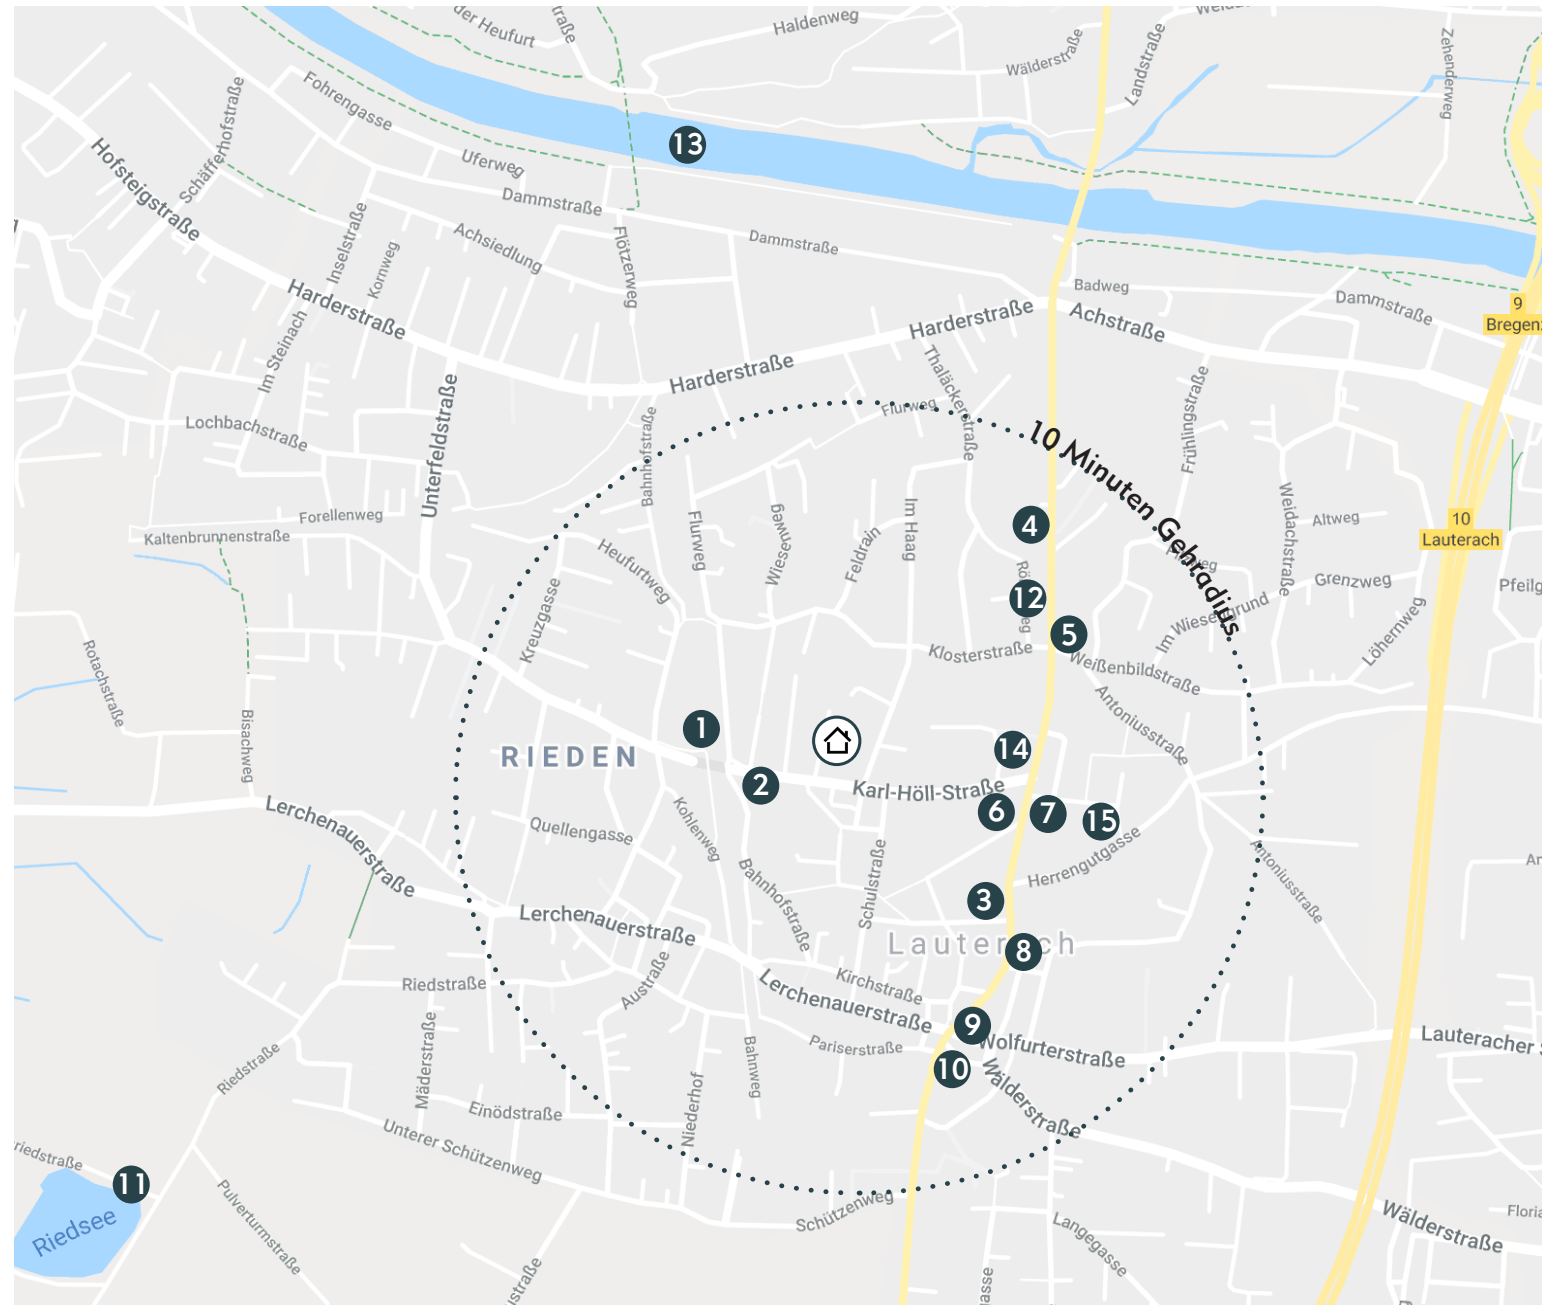 der Heufurt
Haldenweg
Wälderstraße
Landstraße
Zehenderweg
Fohrengasse
Schäfferhofstraße
Hofsteigstraße
13
Uferweg
Dammstraße
Inselstraße
Kornweg
Achsiedlung
Flötzerweg
Dammstraße
Badweg
Dammstraße
9
Harderstraße
Im Steinach
Harderstraße
Achstraße
Harderstraße
Thaläckerstraße
Frühlingstraße
Unterfeldstraße
Lochbachstraße
Bahnhofstraße
Flurweg
10 Minuten Gehradius
Forellenweg
Kaltenbrunnenstraße
Heufurtweg
Flurweg
Wiesenweg
Feldrain
Im Haag
4
Weidachstraße
Altweg
10
Lauterach
Grenzweg
Kreuzgasse
12
5
Klosterstraße
Weißenbildstraße
Im Wiesengrund
Löhernweg
Rotachstraße
Bisachweg
Antoniusstraße
1
RIEDEN
14
2
Karl-Höll-Straße
6
7
15
Lerchenauerstraße
Quellengasse
Kohlenweg
Herrengutgasse
Antoniusstraße
Bahnhofstraße
Schulstraße
3
Lerchenauerstraße
8
Riedstraße
Austraße
Kirchstraße
Lerchenauerstraße
9
Wolfurterstraße
Lauteracher
Pariserstraße
10
Wälderstraße
Riedstraße
Mäderstraße
Bahnweg
Einödstraße
Niederhof
Unterer Schützenweg
11
Riedsee
Pulverturmstraße
Schützenweg
Langegasse
Wälderstraße